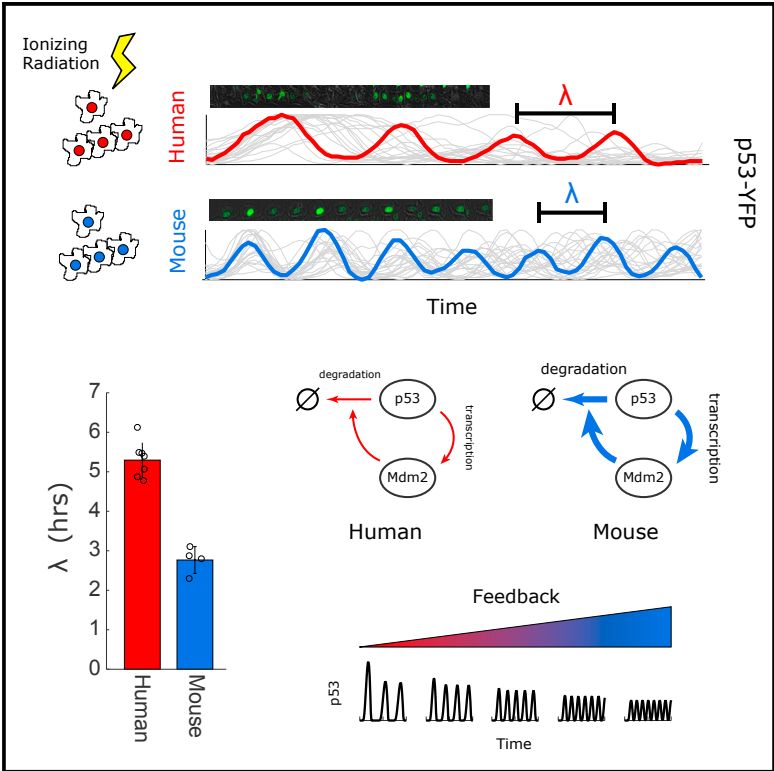 Ionizing
Radiation
Human
λ
Mouse
λ
p53-YFP
Time
λ (hrs)
7
6
5
4
3
2
1
0
Human
Mouse
degradation
p53
transcription
Mdm2
Human
degradation
p53
transcription
Mdm2
Mouse
Feedback
p53
Time